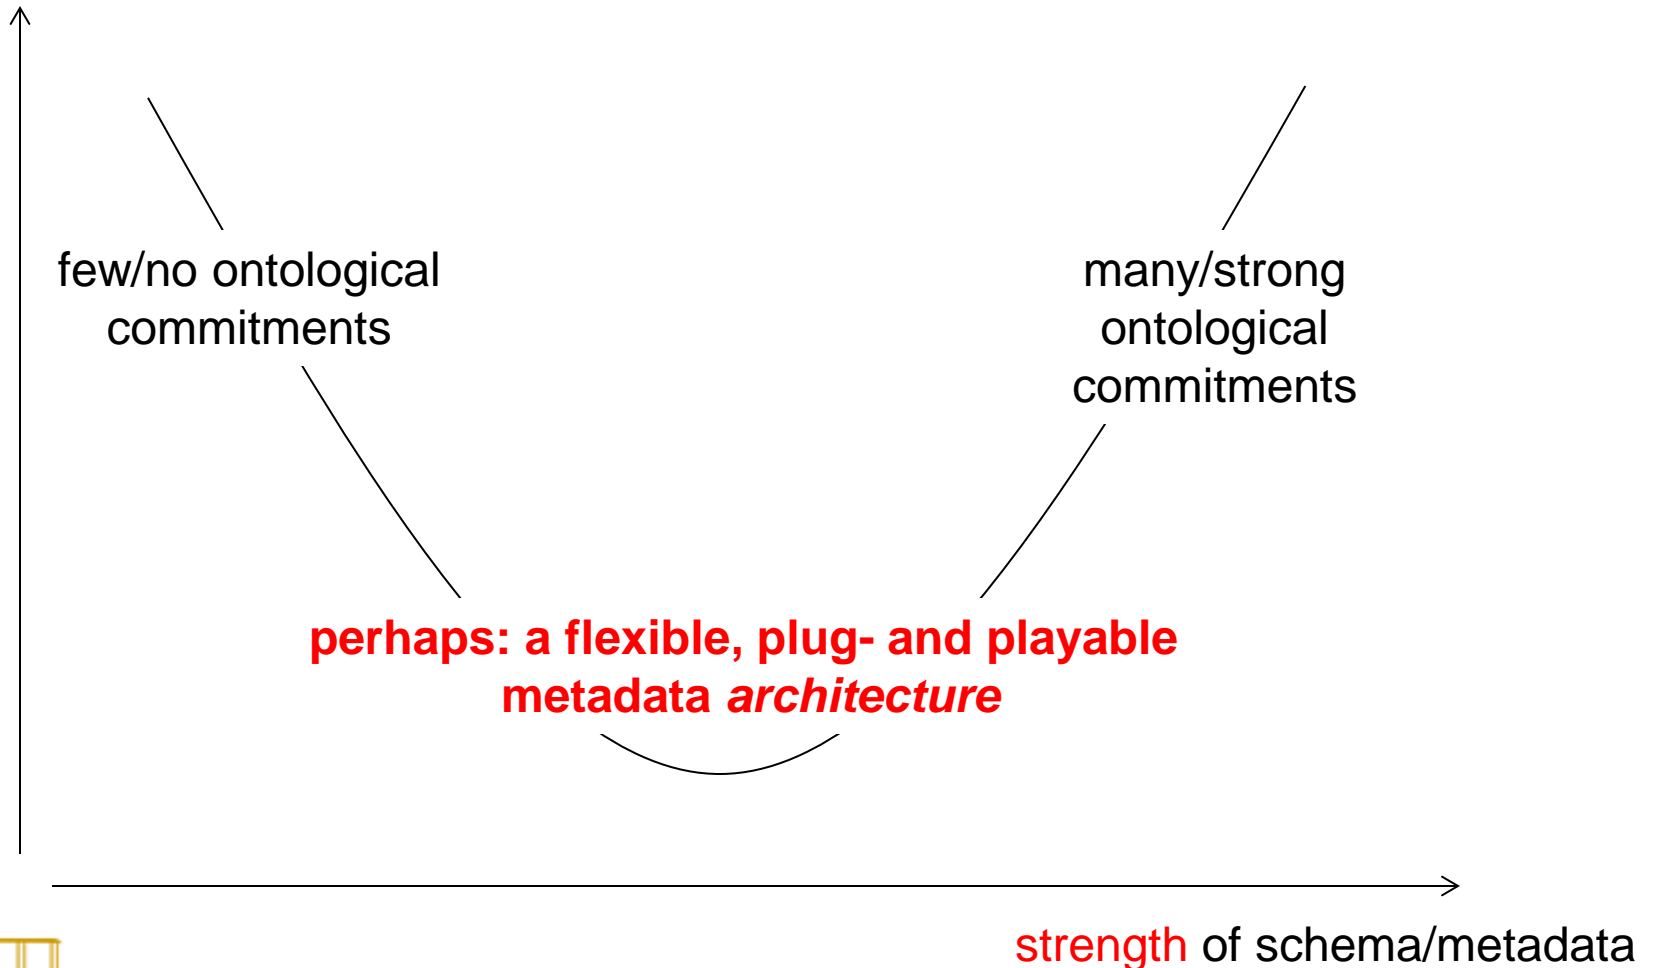 few/no ontological
commitments
many/strong
ontological
commitments
perhaps: a flexible, plug- and playable
metadata architecture
strength of schema/metadata